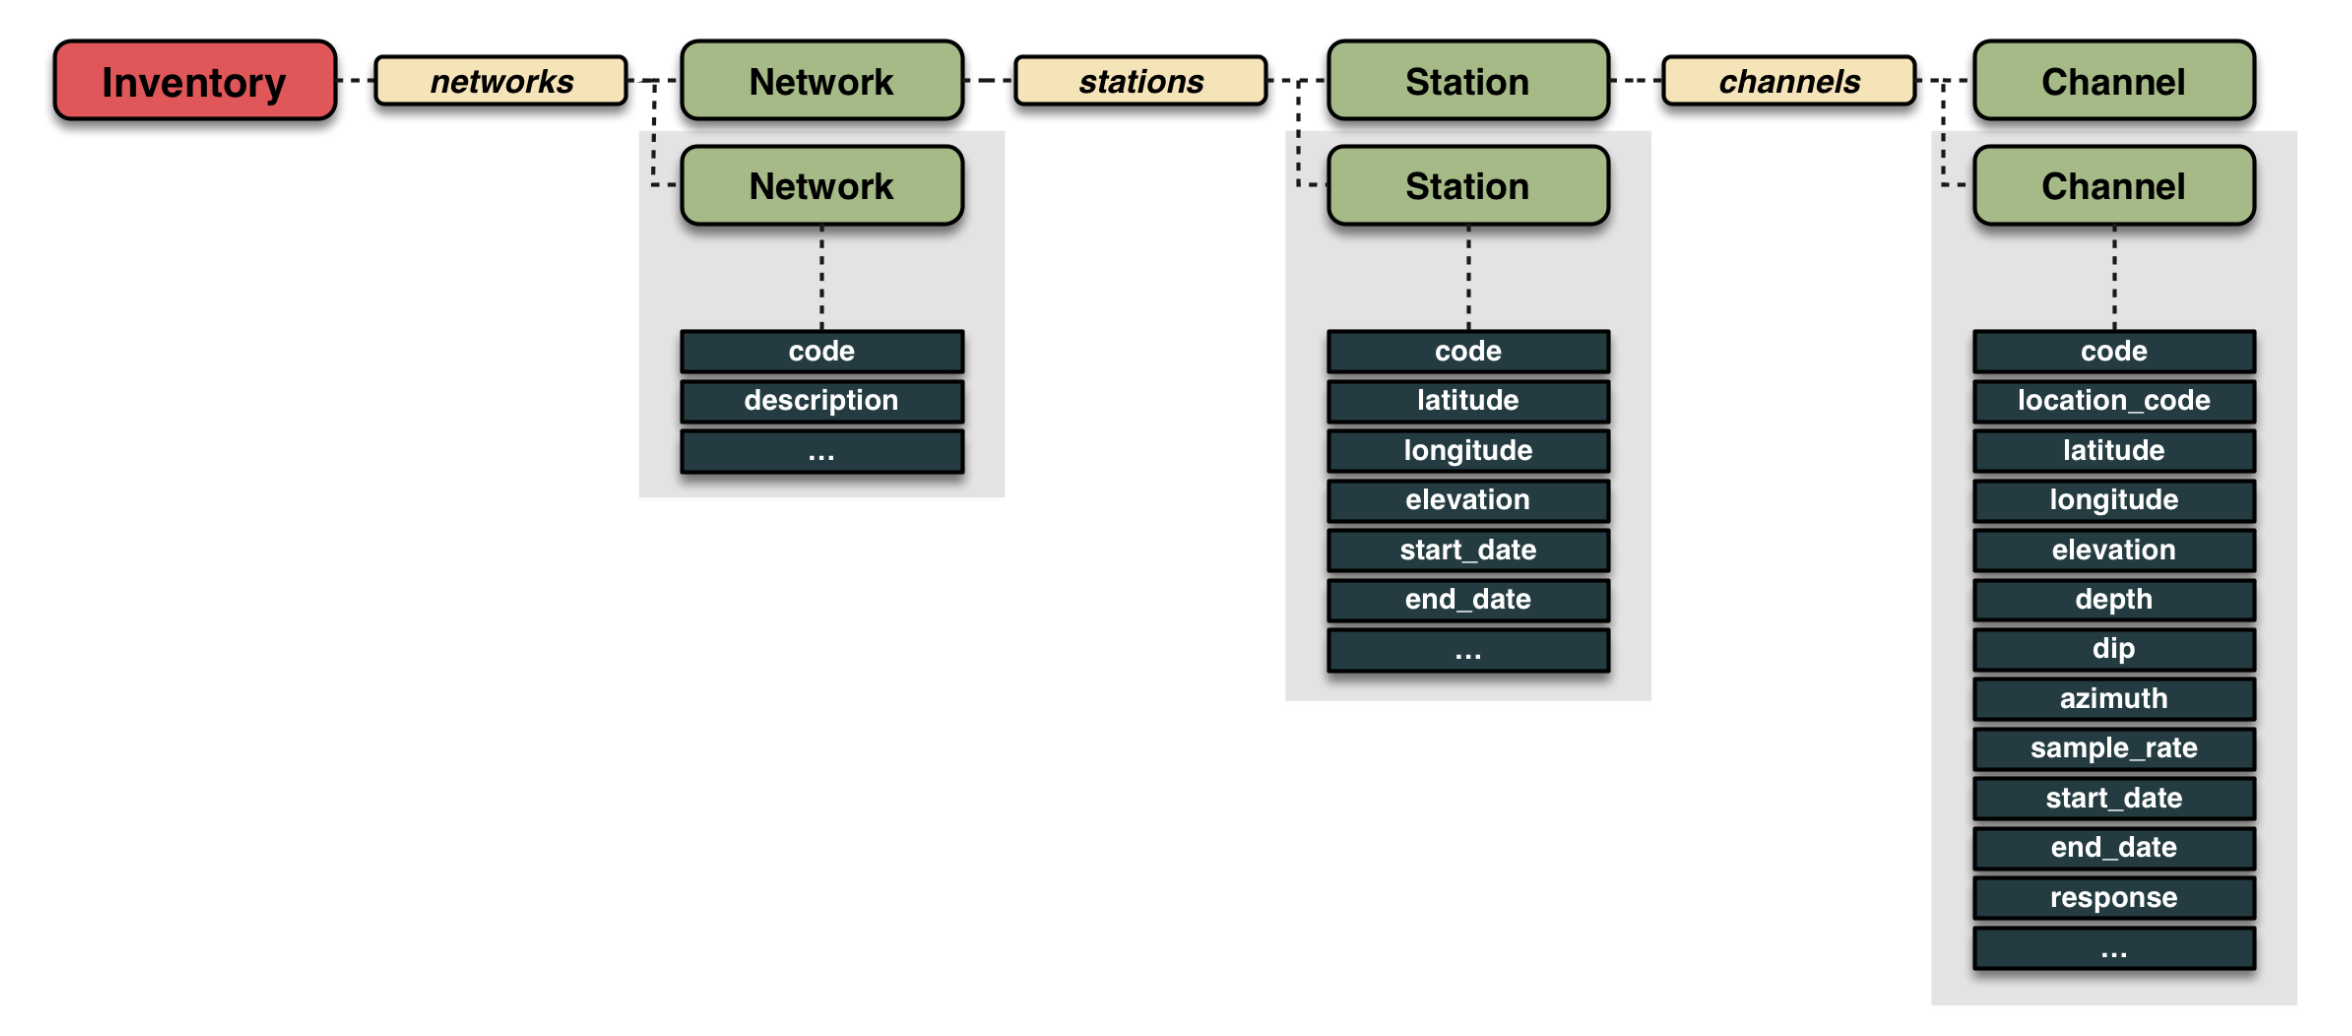 Inventory
networks
Network
stations
Station
channels
Channel
Network
Station
Channel
code
description
...
code
latitude
longitude
elevation
start_date
end_date
...
code
location_code
latitude
longitude
elevation
depth
dip
azimuth
sample_rate
start_date
end_date
response
...